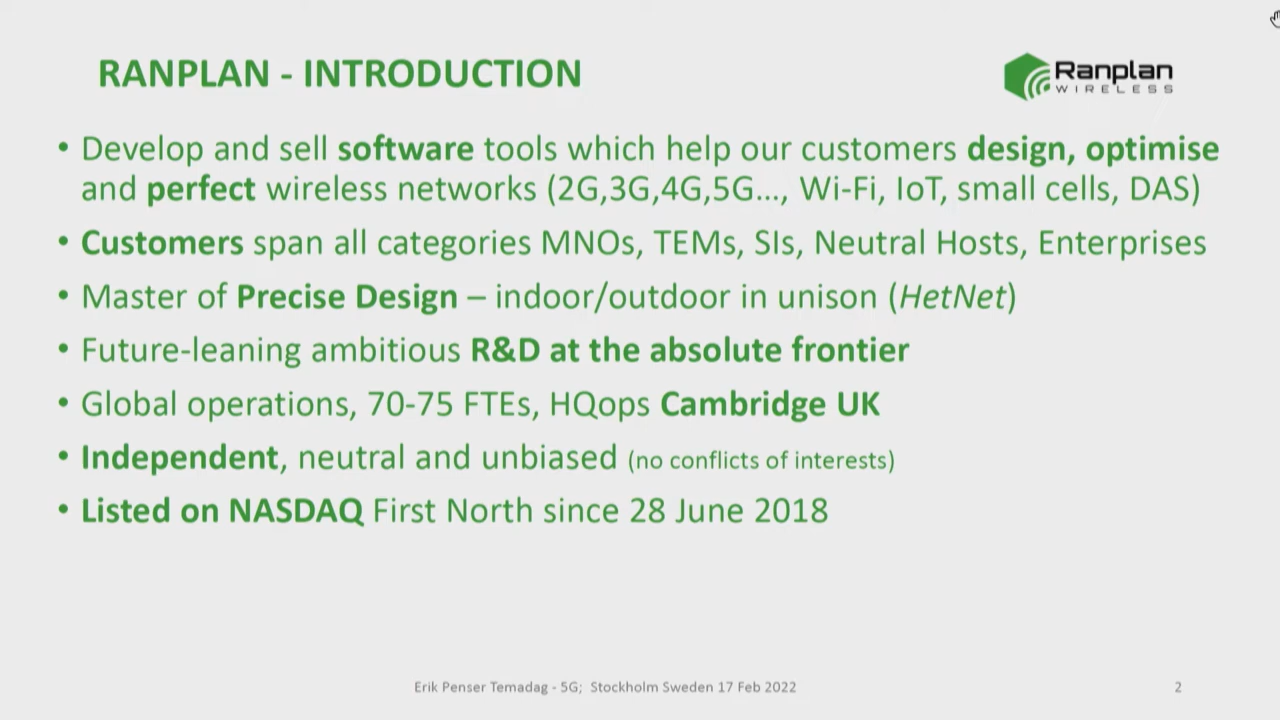 RANPLAN - INTRODUCTION
Ranplan
WIRELESS
• Develop and sell software tools which help our customers design, optimise
and perfect wireless networks (2G,3G,4G,5G..., Wi-Fi, IoT, small cells, DAS)
• Customers span all categories MNOs, TEMs, SIs, Neutral Hosts, Enterprises
• Master of Precise Design – indoor/outdoor in unison (HetNet)
• Future-leaning ambitious R&D at the absolute frontier
• Global operations, 70-75 FTEs, HQops Cambridge UK
• Independent, neutral and unbiased (no conflicts of interests)
• Listed on NASDAQ First North since 28 June 2018
Erik Penser Temadag - 5G; Stockholm Sweden 17 Feb 2022
2